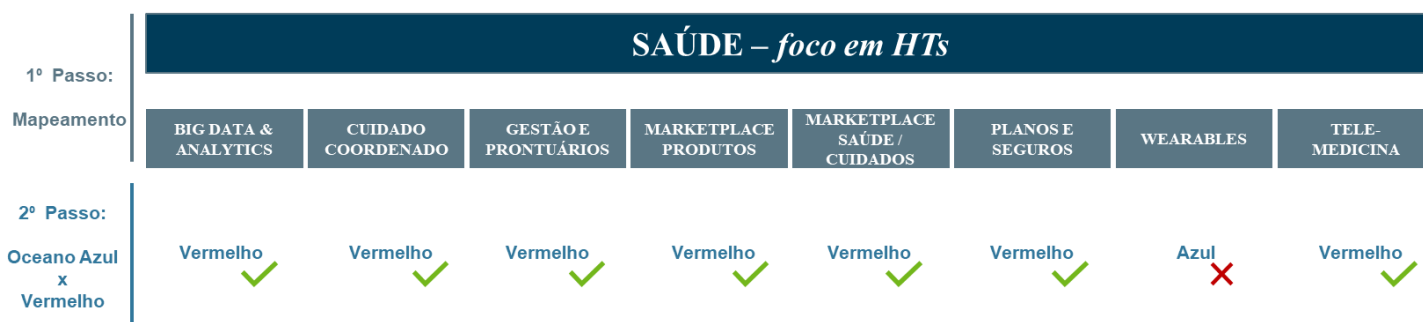 SAÚDE – foco em HTs
1º Passo:
Mapeamento
BIG DATA &
ANALYTICS
CUIDADO
COORDENADO
GESTÃO E
PRONTUÁRIOS
MARKETPLACE
PRODUTOS
MARKETPLACE
SAÚDE /
CUIDADOS
PLANOS E
SEGUROS
WEARABLES
TELE-
MEDICINA
2º Passo:
Oceano Azul
x
Vermelho
Vermelho
Vermelho
Vermelho
Vermelho
Vermelho
Vermelho
Azul
Vermelho